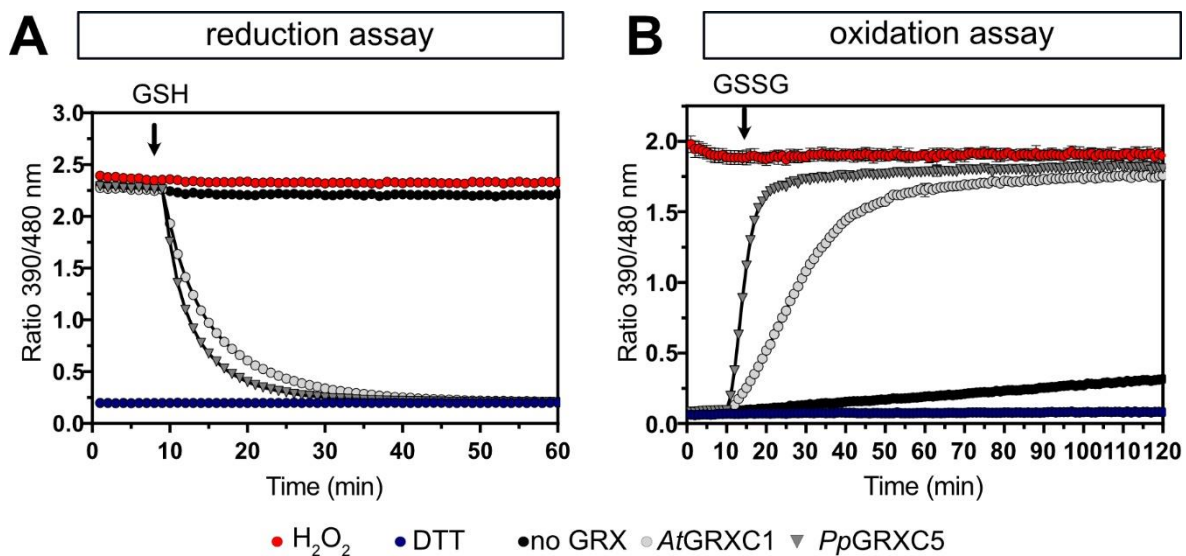 A
reduction assay
GSH
Ratio 390/480 nm
3.0
2.5
2.0
1.5
1.0
0.5
0.0
0 10 20 30 40 50 60
Time (min)
B
oxidation assay
GSSG
Ratio 390/480 nm
2.0
1.5
1.0
0.5
0.0
0 10 20 30 40 50 60 70 80 90 100 110 120
Time (min)
H₂O₂ DTT no GRX AtGRXC1 PpGRXC5